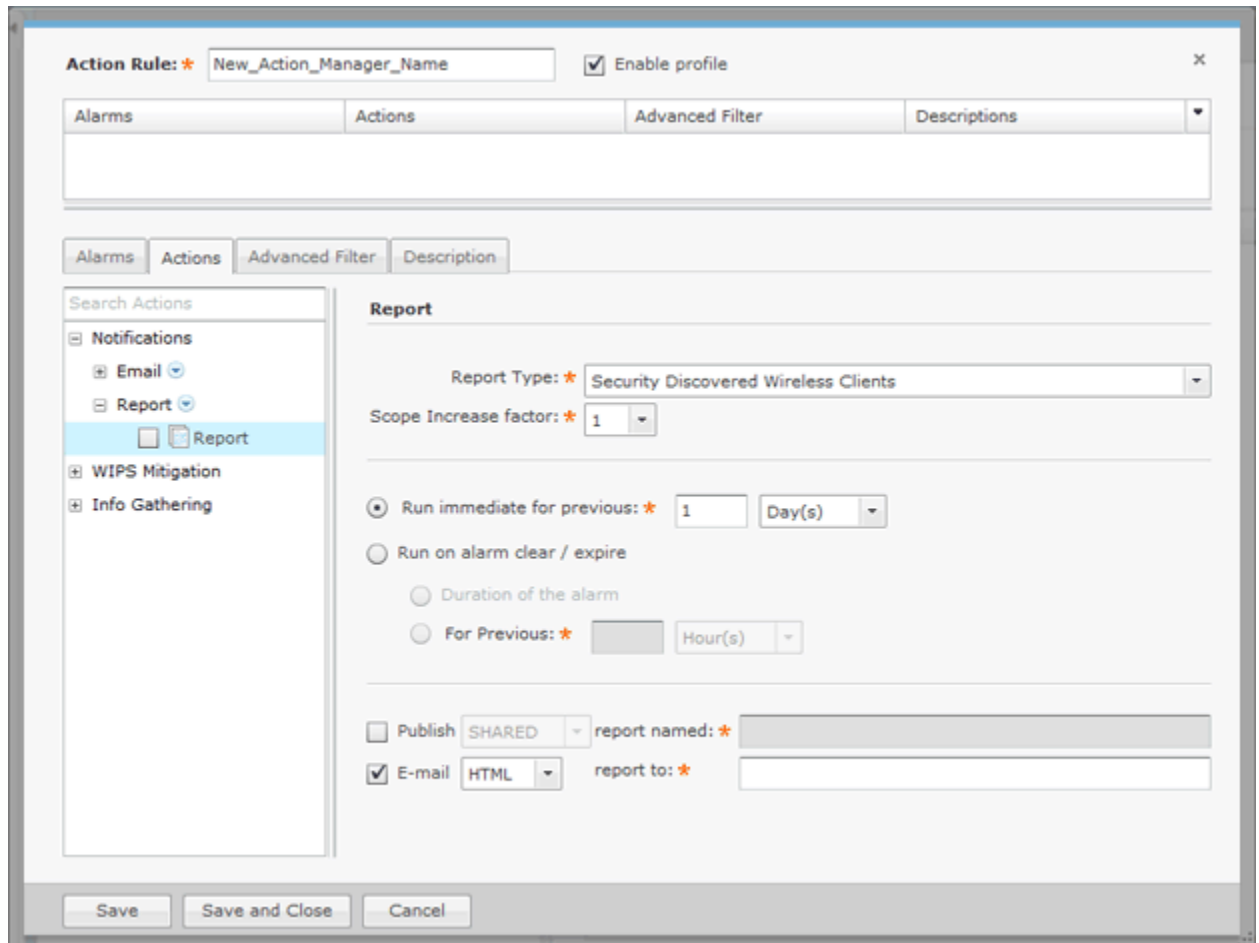 Action Rule: * New_Action_Manager_Name Enable profile
Alarms Actions Advanced Filter Descriptions
Alarms Actions Advanced Filter Description
Search Actions
Notifications
Email
Report
Report
WIPS Mitigation
Info Gathering
Report
Report Type: * Security Discovered Wireless Clients
Scope Increase factor: * 1
Run immediate for previous: * 1 Day(s)
Run on alarm clear / expire
Duration of the alarm
For Previous: * Hour(s)
Publish SHARED report named: *
E-mail HTML report to: *
Save Save and Close Cancel